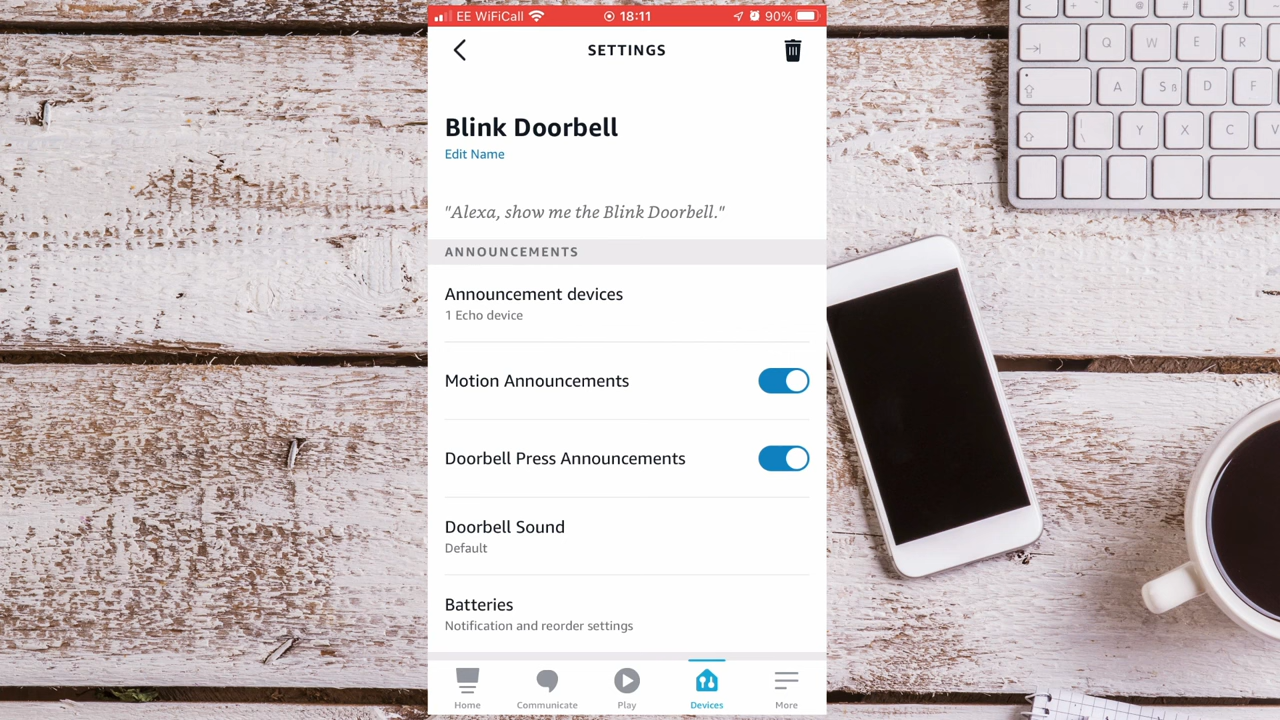 EE WiFiCall 18:11 90%
SETTINGS
Blink Doorbell
Edit Name
"Alexa, show me the Blink Doorbell."
ANNOUNCEMENTS
Announcement devices
1 Echo device
Motion Announcements
Doorbell Press Announcements
Doorbell Sound
Default
Batteries
Notification and reorder settings
Home Communicate Play Devices More
Q W E R
A S ß D F
Y X C V